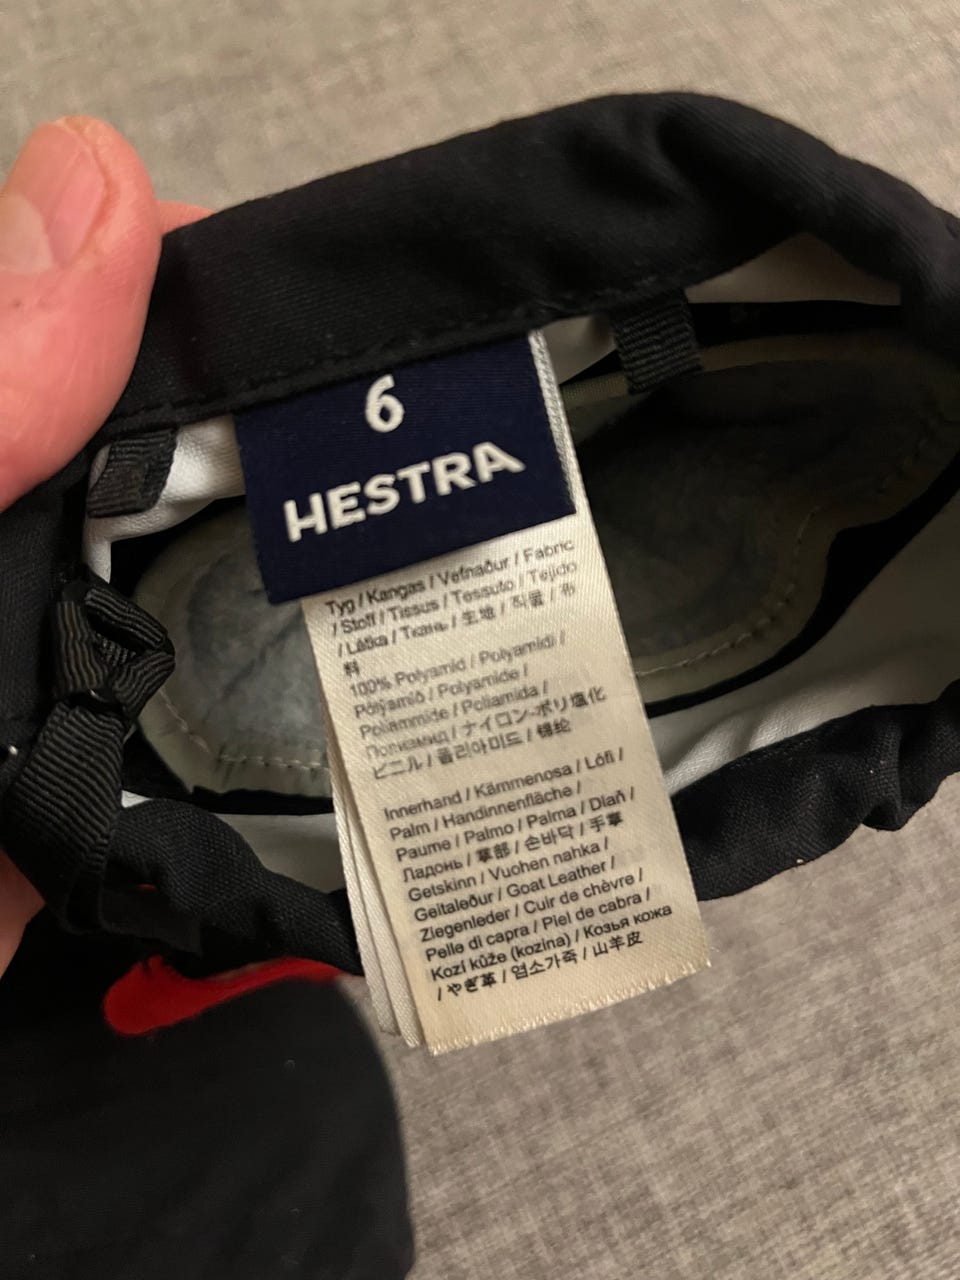 6
HESTRA
Tyg / Kangas / Vefnaður / Fabric
/ Stoff / Tissus / Tessuto / Tejido
/ Látka / Ткань / 生地 / 직물 / 布
料
100% Polyamid / Polyamidi /
Pólýamíð / Polyamide /
Poliammide / Poliamida /
Полиамид / ナイロン-ポリ塩化
ビニル / 폴리아미드 / 锦纶
Innerhand / Kämmenosa / Lófi /
Palm / Handinnenfläche /
Paume / Palmo / Palma / Dlaň /
Ладонь / 掌部 / 손바닥 / 手掌
Getskinn / Vuohen nahka /
Geitaleður / Goat Leather /
Ziegenleder / Cuir de chèvre /
Pelle di capra / Piel de cabra /
Kozí kůže (kozina) / Козья кожа
/ やぎ革 / 염소가죽 / 山羊皮